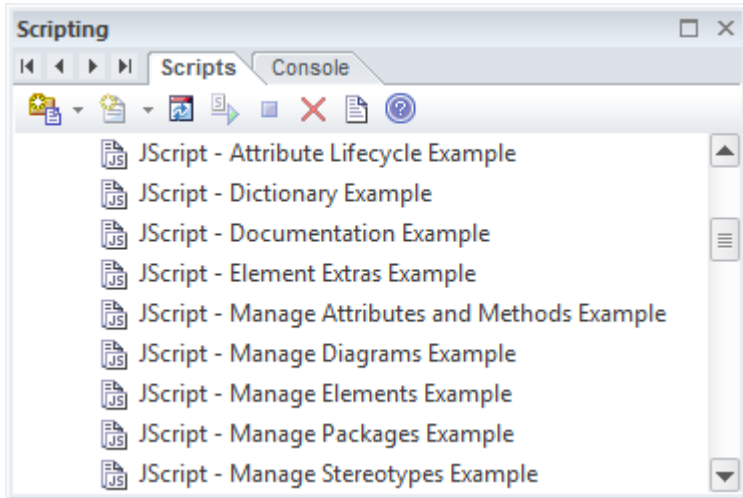 Scripting
Scripts Console
JScript - Attribute Lifecycle Example
JScript - Dictionary Example
JScript - Documentation Example
JScript - Element Extras Example
JScript - Manage Attributes and Methods Example
JScript - Manage Diagrams Example
JScript - Manage Elements Example
JScript - Manage Packages Example
JScript - Manage Stereotypes Example